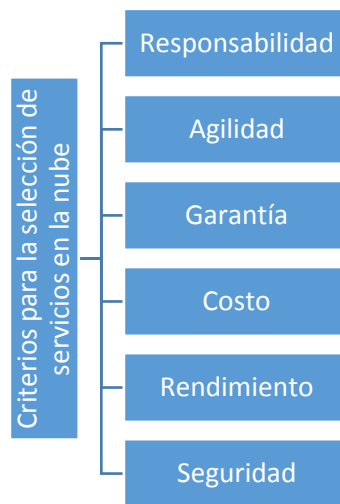 Criterios para la selección de
servicios en la nube
Responsabilidad
Agilidad
Garantía
Costo
Rendimiento
Seguridad